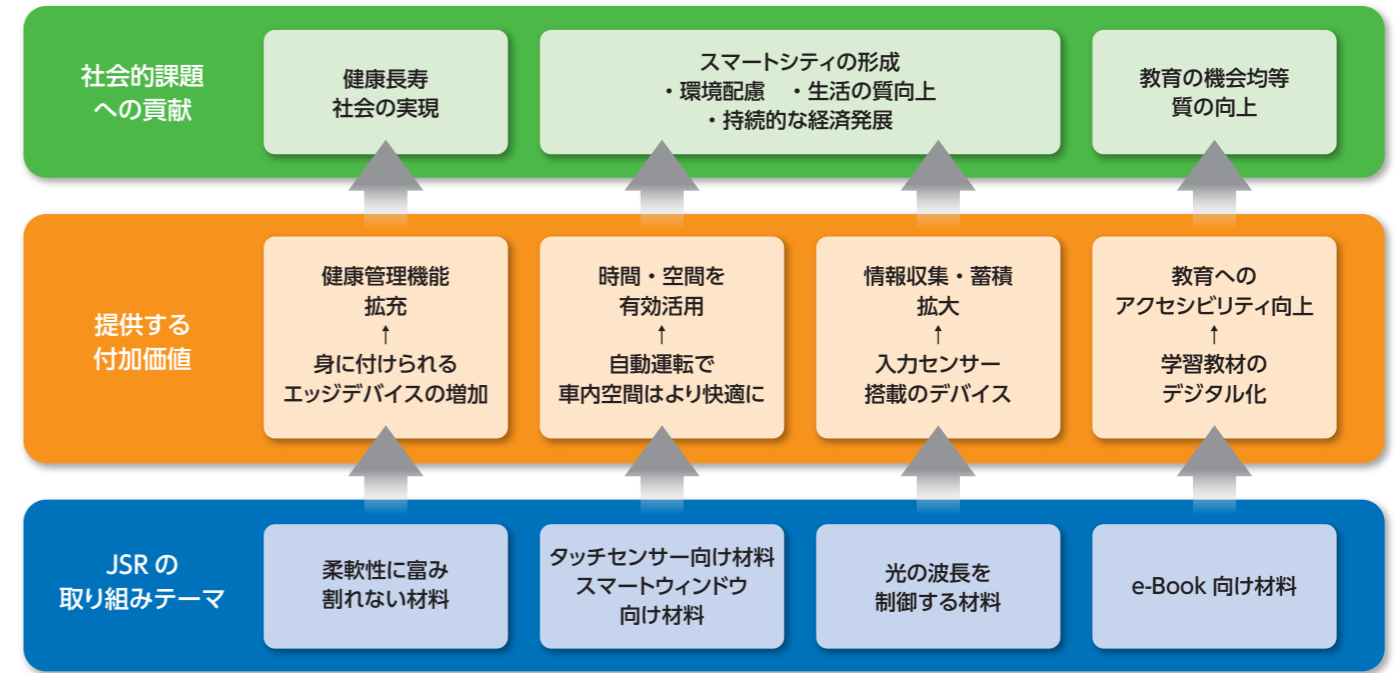 社会的課題
への貢献
健康長寿
社会の実現
スマートシティの形成
・環境配慮　・生活の質向上
・持続的な経済発展
教育の機会均等
質の向上
提供する
付加価値
健康管理機能
拡充
↑
身に付けられる
エッジデバイスの増加
時間・空間を
有効活用
↑
自動運転で
車内空間はより快適に
情報収集・蓄積
拡大
↑
入力センサー
搭載のデバイス
教育への
アクセシビリティ向上
↑
学習教材の
デジタル化
JSR の
取り組みテーマ
柔軟性に富み
割れない材料
タッチセンサー向け材料
スマートウィンドウ
向け材料
光の波長を
制御する材料
e-Book 向け材料